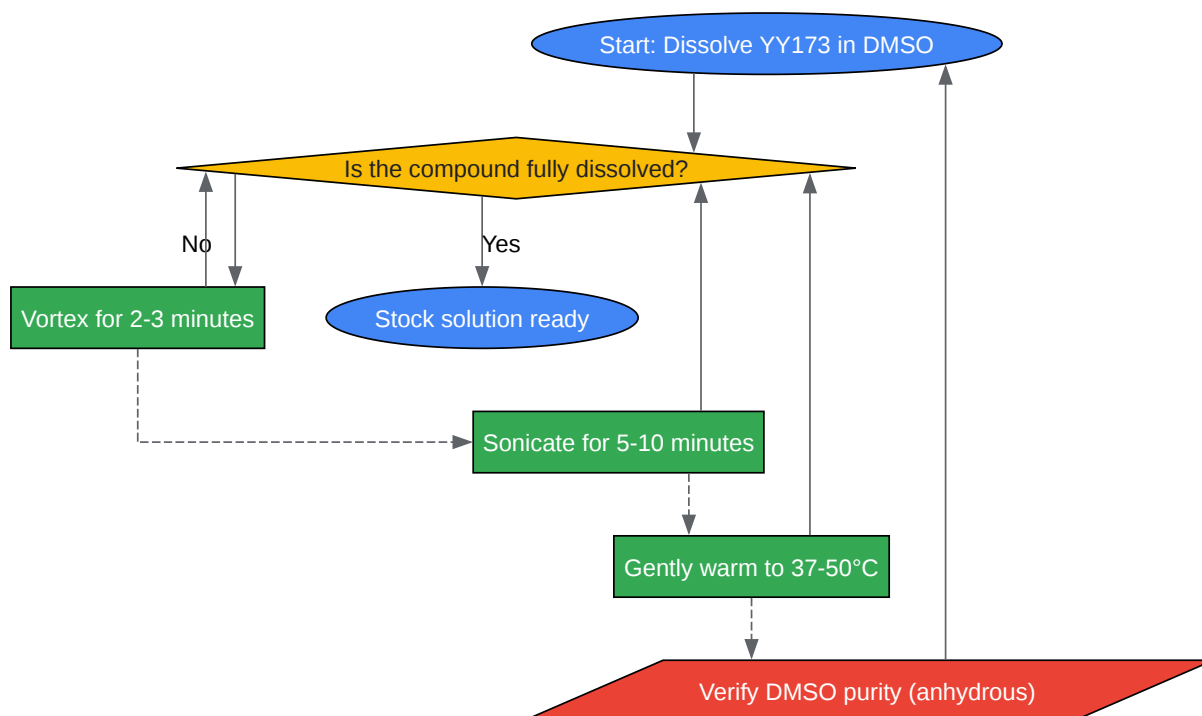 Start: Dissolve YY173 in DMSO
Is the compound fully dissolved?
No
Yes
Vortex for 2-3 minutes
Stock solution ready
Sonicate for 5-10 minutes
Gently warm to 37-50°C
Verify DMSO purity (anhydrous)